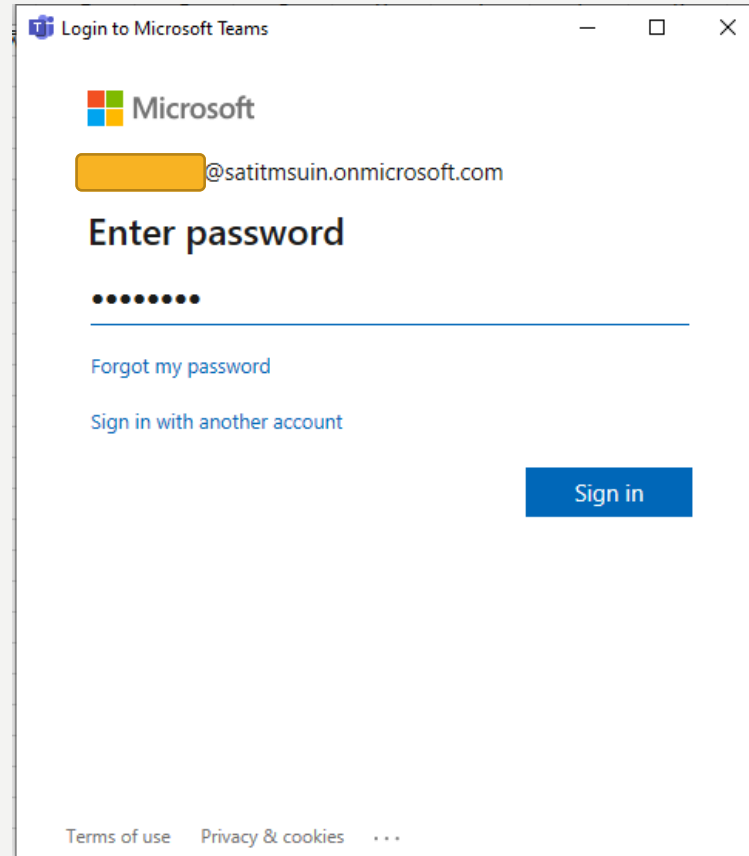 Login to Microsoft Teams
Microsoft
@satitmsuin.onmicrosoft.com
Enter password
••••••••
Forgot my password
Sign in with another account
Sign in
Terms of use Privacy & cookies ...